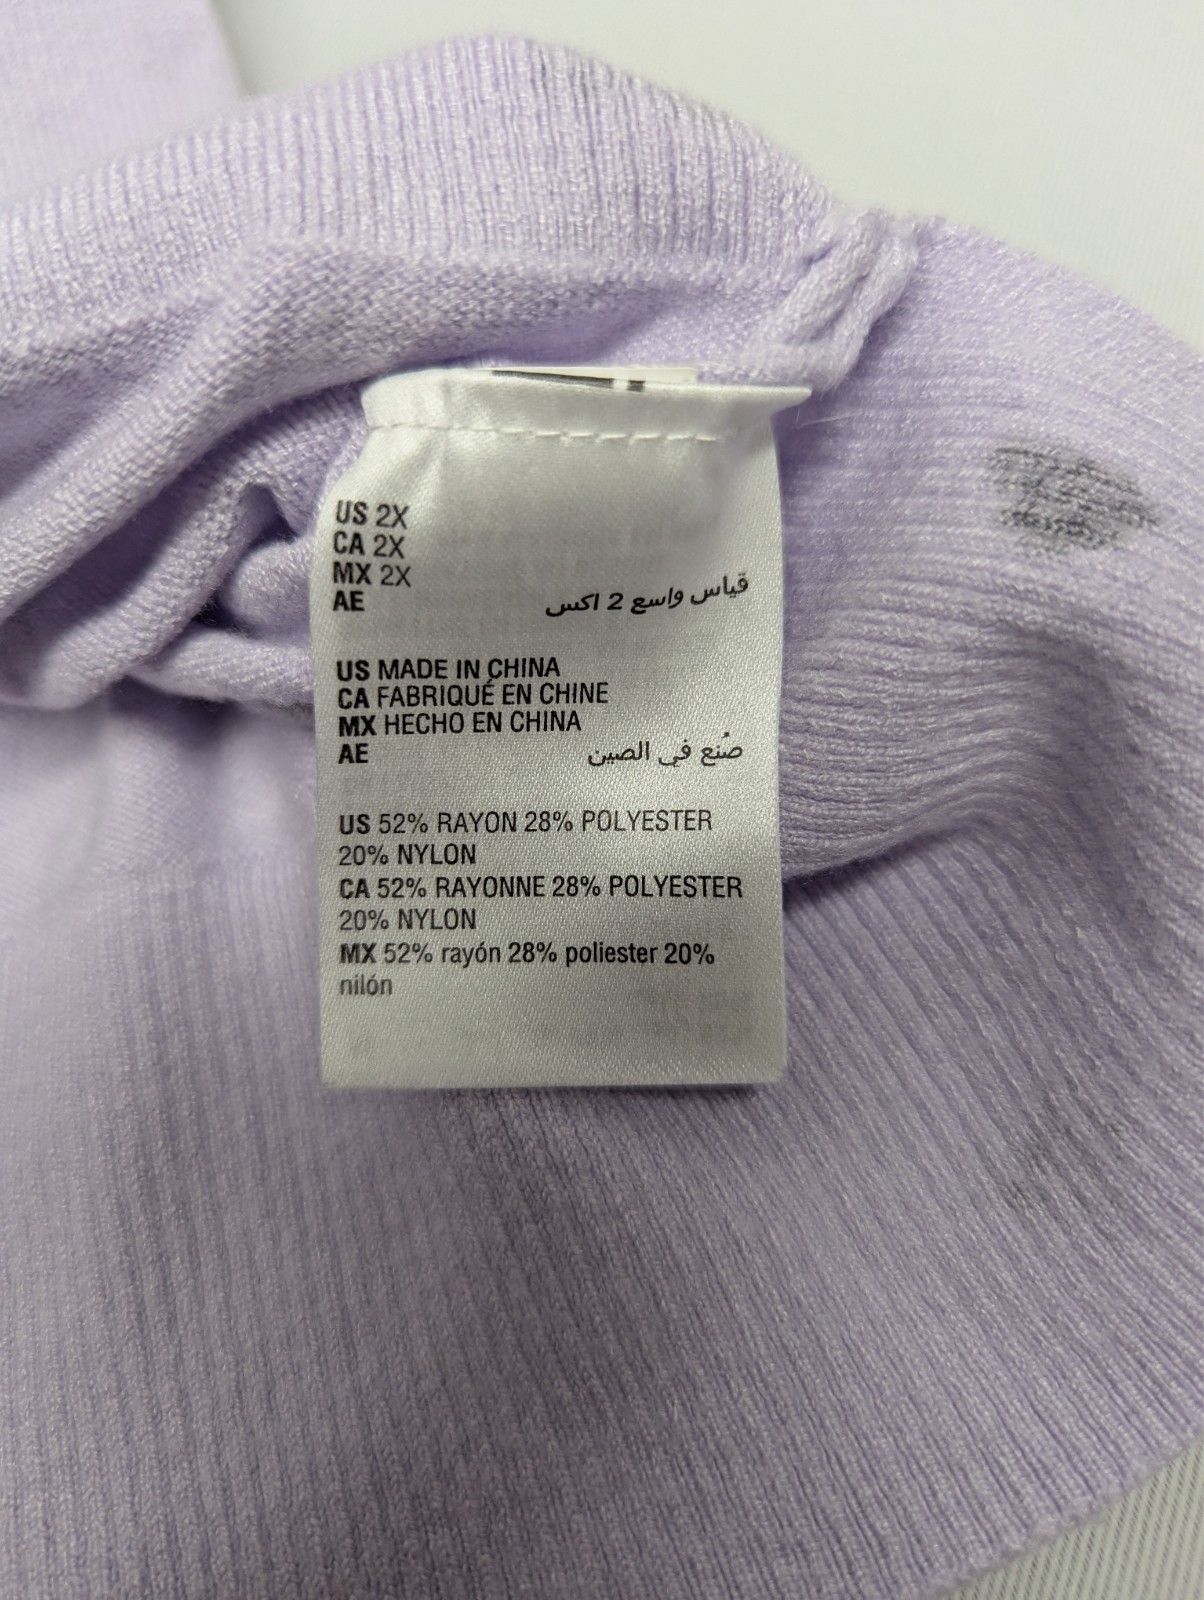 US 2X
CA 2X
MX 2X
AE قياس واسع 2 اكس
US MADE IN CHINA
CA FABRIQUÉ EN CHINE
MX HECHO EN CHINA
AE صُنع في الصين
US 52% RAYON 28% POLYESTER
20% NYLON
CA 52% RAYONNE 28% POLYESTER
20% NYLON
MX 52% rayón 28% poliester 20%
nilón